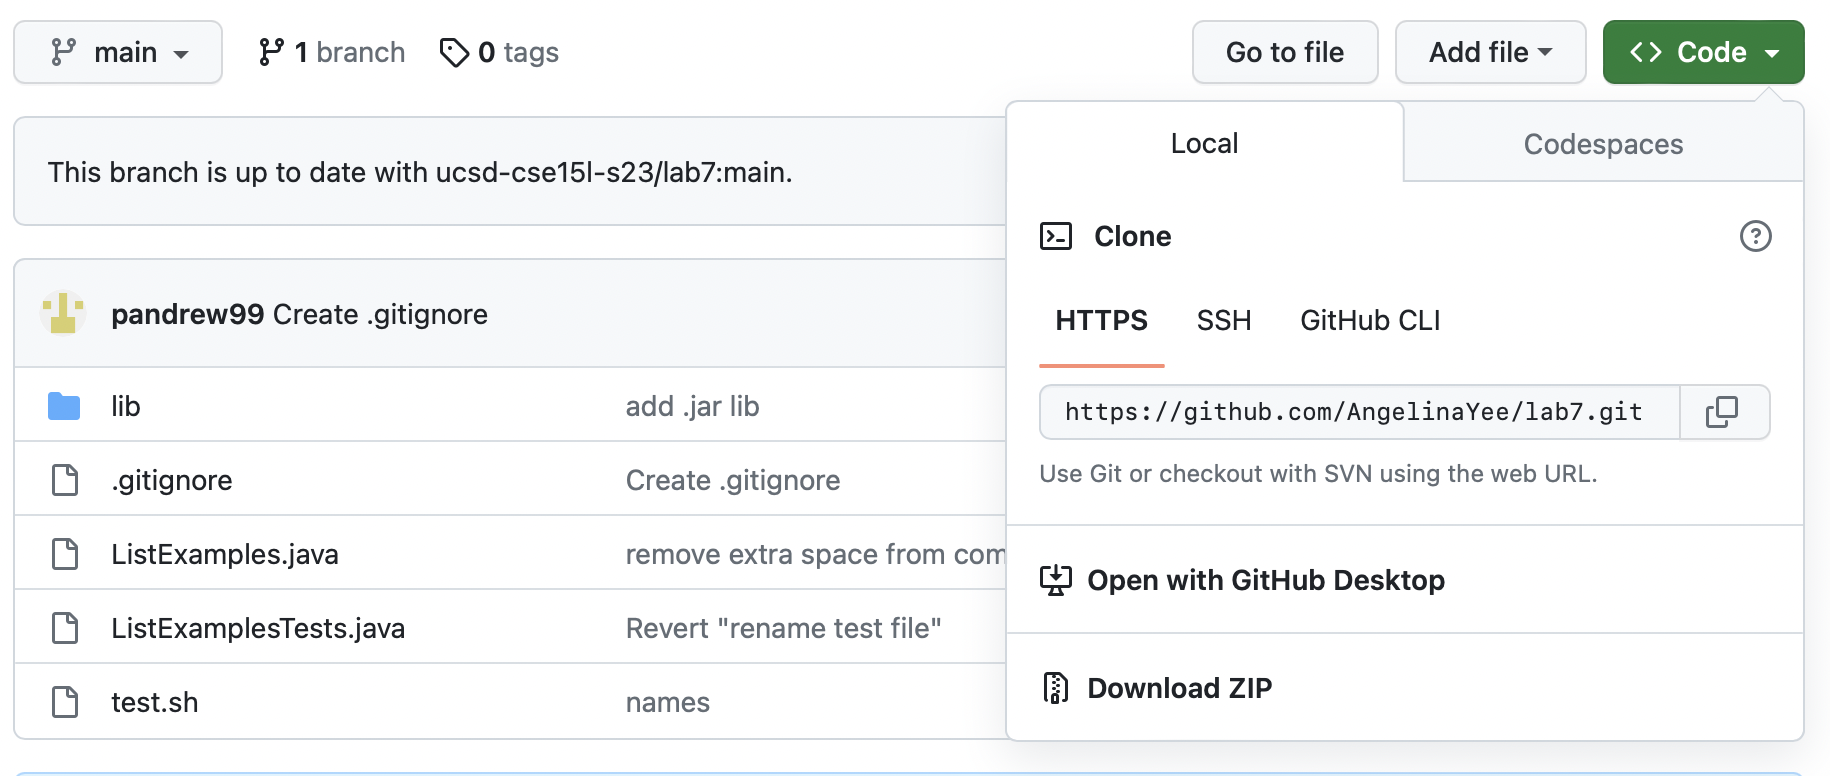 main
1 branch
0 tags
Go to file
Add file
Code
This branch is up to date with ucsd-cse15l-s23/lab7:main.
pandrew99 Create .gitignore
lib add .jar lib
.gitignore Create .gitignore
ListExamples.java remove extra space from com
ListExamplesTests.java Revert "rename test file"
test.sh names
Local
Codespaces
Clone
HTTPS SSH GitHub CLI
https://github.com/AngelinaYee/lab7.git
Use Git or checkout with SVN using the web URL.
Open with GitHub Desktop
Download ZIP